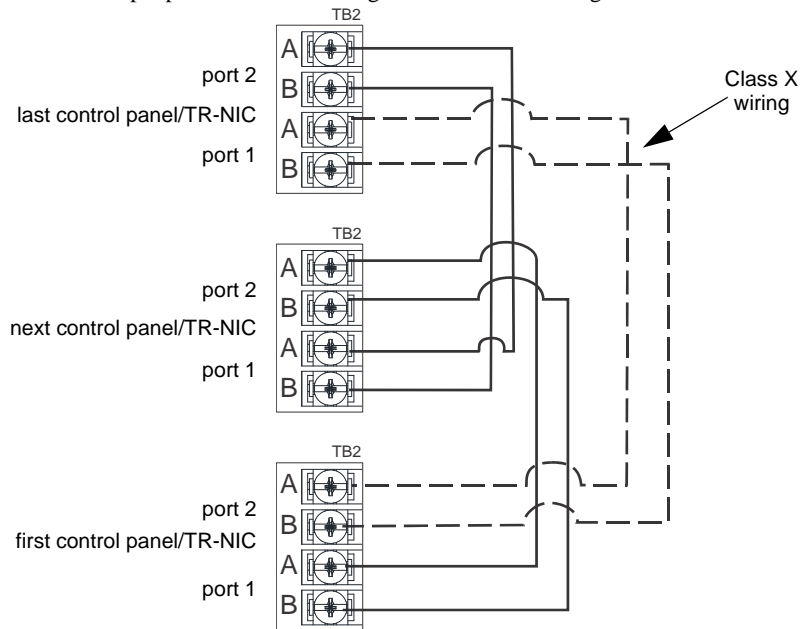 TB2
A
port 2
B
last control panel/TR-NIC
A
port 1
B
Class X
wiring
TB2
A
port 2
B
next control panel/TR-NIC
A
port 1
B
TB2
A
port 2
B
first control panel/TR-NIC
A
port 1
B